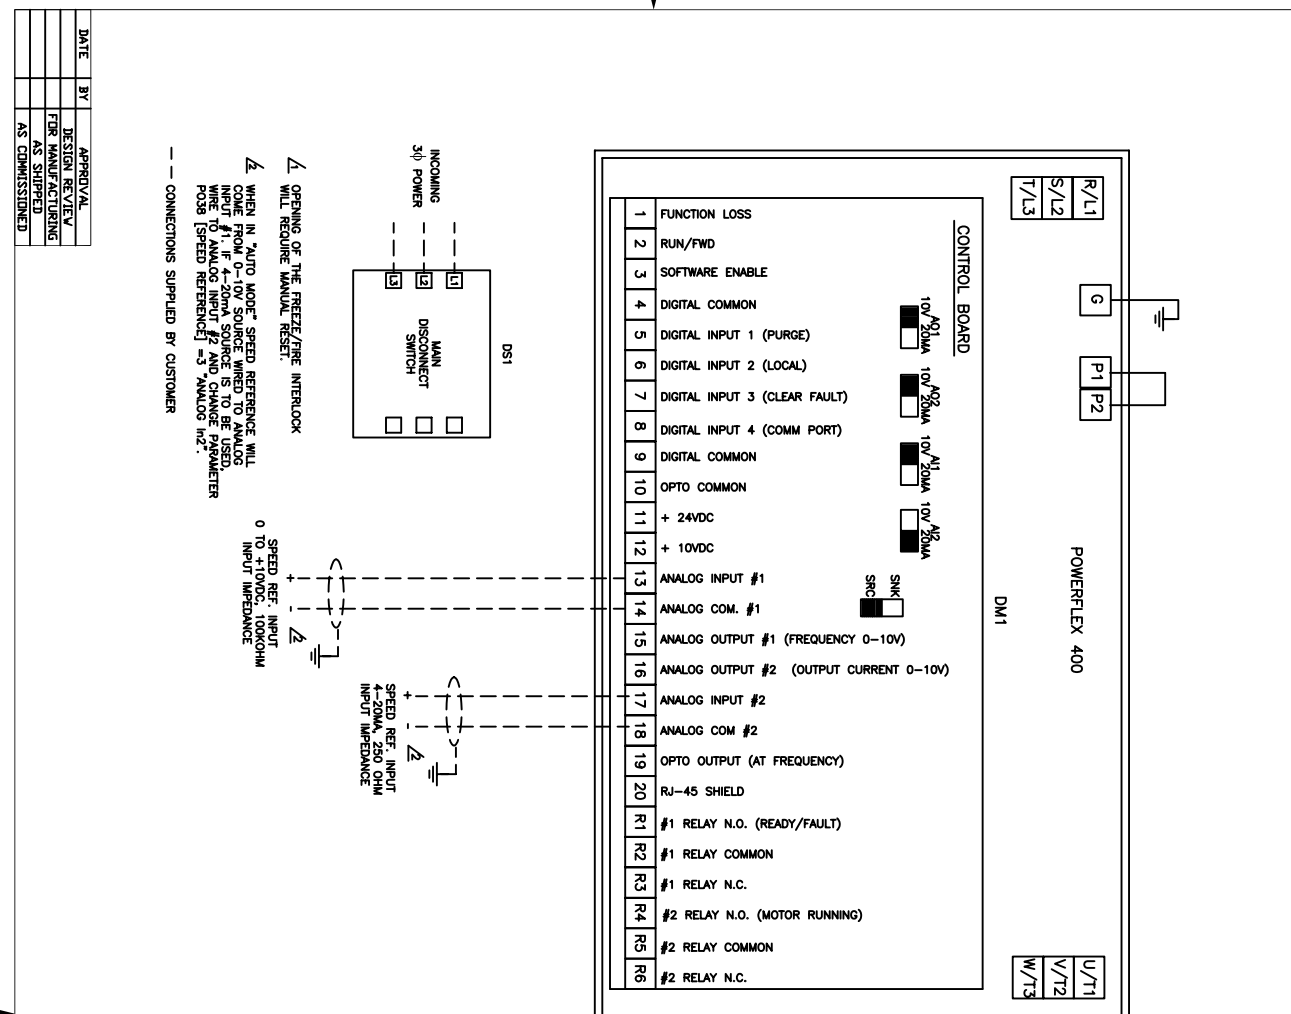 DATE BY APPROVAL
DESIGN REVIEW
FOR MANUFACTURING
AS SHIPPED
AS COMMISSIONED
1 OPENING OF THE FREEZE/FIRE INTERLOCK
WILL REQUIRE MANUAL RESET.
2 WHEN IN "AUTO MODE" SPEED REFERENCE WILL
COME FROM 0-10V SOURCE WIRED TO ANALOG
INPUT #1. IF 4-20mA SOURCE IS TO BE USED,
WIRE TO ANALOG INPUT #2 AND CHANGE PARAMETER
P038 [SPEED REFERENCE] =3 "ANALOG In2".
— — CONNECTIONS SUPPLIED BY CUSTOMER
INCOMING
3ϕ POWER
L1
L2
L3
MAIN
DISCONNECT
SWITCH
DS1
SPEED REF. INPUT
0 TO +10VDC, 100KOHM
INPUT IMPEDANCE
+
-
2
SPEED REF. INPUT
4-20MA, 250 OHM
INPUT IMPEDANCE
+
-
2
R/L1
S/L2
T/L3
G
P1
P2
POWERFLEX 400
DM1
U/T1
V/T2
W/T3
CONTROL BOARD
AO1
10V 20MA
AO2
10V 20MA
AI1
10V 20MA
AI2
10V 20MA
SNK
SRC
1 FUNCTION LOSS
2 RUN/FWD
3 SOFTWARE ENABLE
4 DIGITAL COMMON
5 DIGITAL INPUT 1 (PURGE)
6 DIGITAL INPUT 2 (LOCAL)
7 DIGITAL INPUT 3 (CLEAR FAULT)
8 DIGITAL INPUT 4 (COMM PORT)
9 DIGITAL COMMON
10 OPTO COMMON
11 + 24VDC
12 + 10VDC
13 ANALOG INPUT #1
14 ANALOG COM. #1
15 ANALOG OUTPUT #1 (FREQUENCY 0-10V)
16 ANALOG OUTPUT #2 (OUTPUT CURRENT 0-10V)
17 ANALOG INPUT #2
18 ANALOG COM #2
19 OPTO OUTPUT (AT FREQUENCY)
20 RJ-45 SHIELD
R1 #1 RELAY N.O. (READY/FAULT)
R2 #1 RELAY COMMON
R3 #1 RELAY N.C.
R4 #2 RELAY N.O. (MOTOR RUNNING)
R5 #2 RELAY COMMON
R6 #2 RELAY N.C.